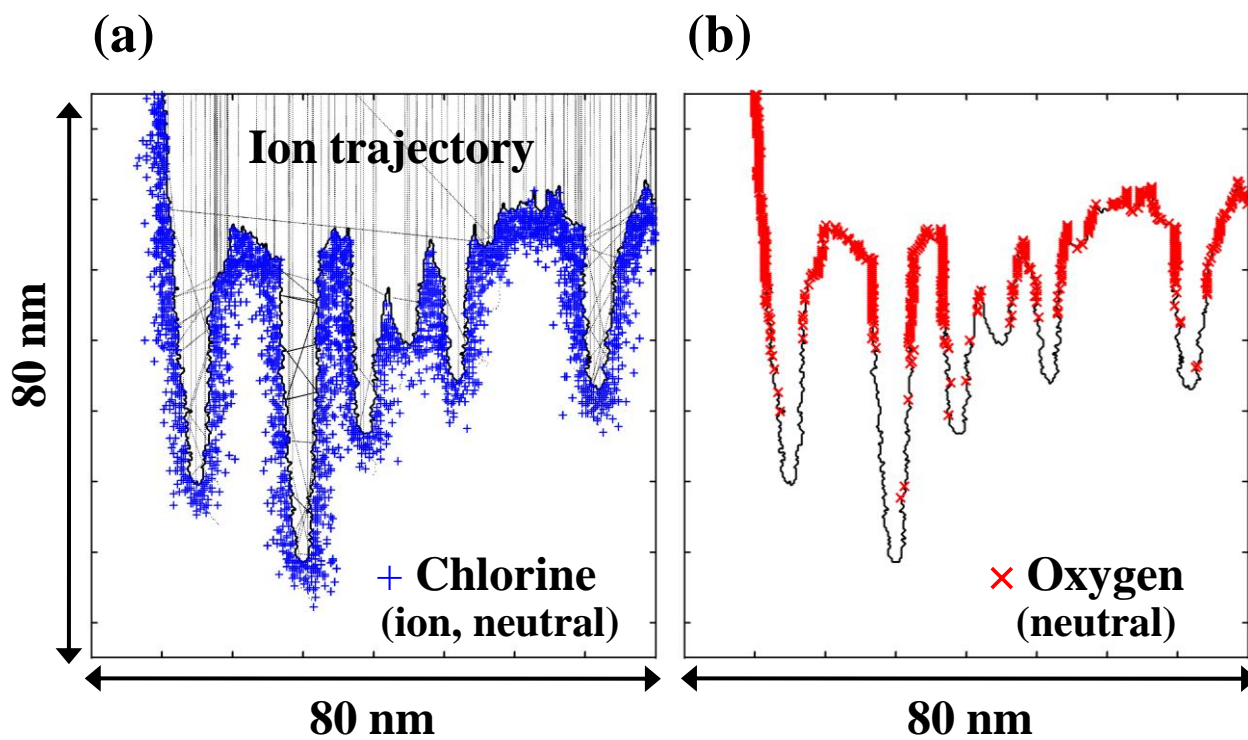 (a)
(b)
Ion trajectory
80 nm
+ Chlorine
(ion, neutral)
× Oxygen
(neutral)
80 nm
80 nm